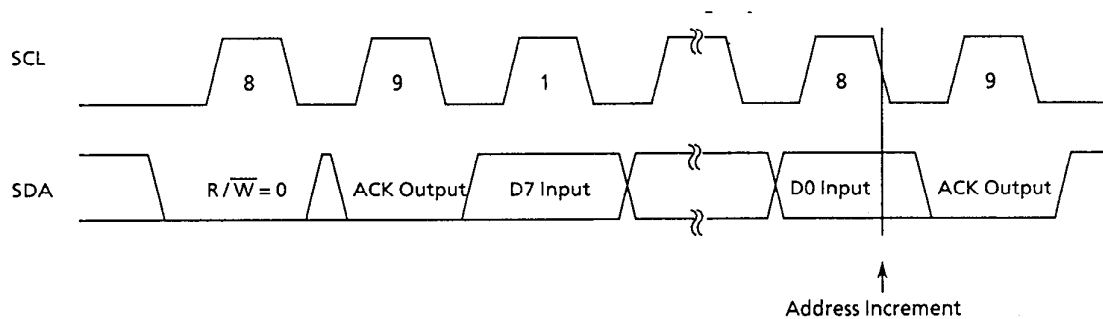 SCL
8 9 1 8 9
SDA
R/W̅=0 ACK Output D7 Input D0 Input ACK Output
Address Increment